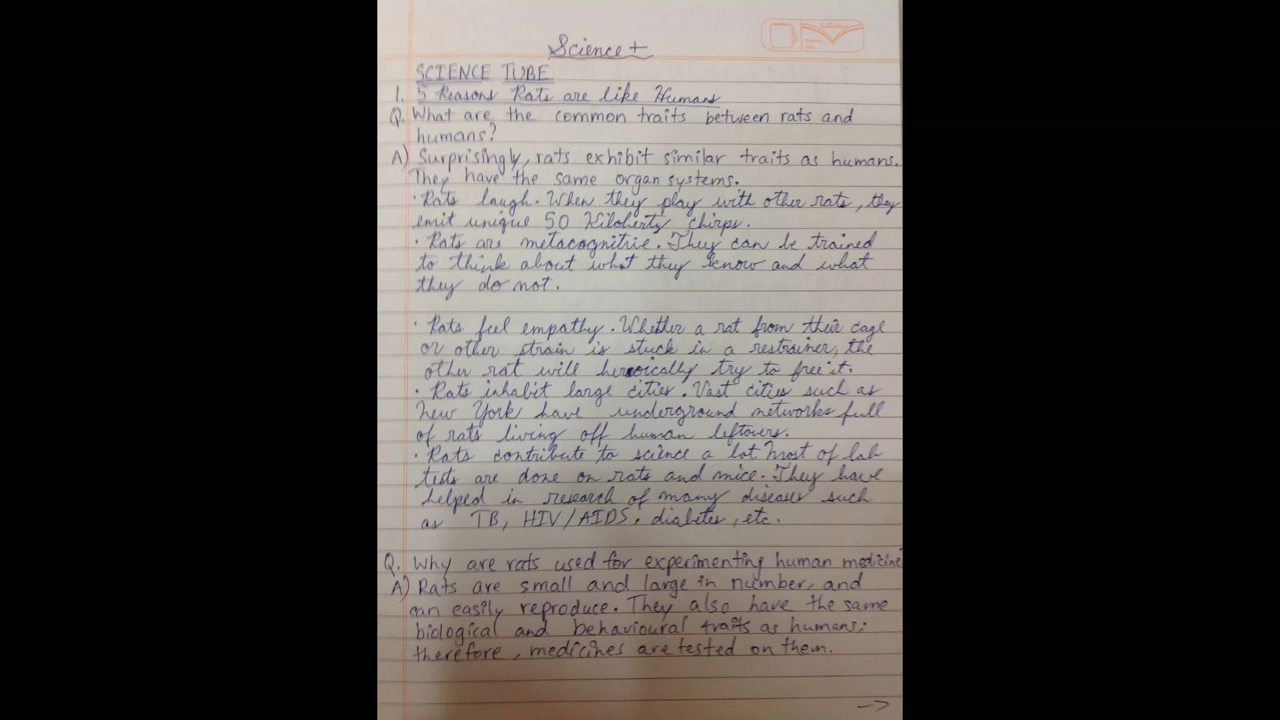 Science +
SCIENCE TUBE
1. 5 Reasons Rats are like Humans
Q. What are the common traits between rats and
humans?
A) Surprisingly, rats exhibit similar traits as humans.
They have the same organ systems.
· Rats laugh. When they play with other rats, they
emit unique 50 Kiloherty chirps.
· Rats are metacognitie. They can be trained
to think about what they know and what
they do not.
· Rats feel empathy. Whether a rat from their cage
or other strain is stuck in a restrainer, the
other rat will heroically try to free it.
· Rats inhabit large cities. Vast cities such as
New York have underground networks full
of rats living off human leftovers.
· Rats contribute to science a lot. Most of lab
tests are done on rats and mice. They have
helped in research of many diseases such
as TB, HIV/AIDS, diabetes, etc.
Q. Why are rats used for experimenting human medicine?
A) Rats are small and large in number, and
can easily reproduce. They also have the same
biological and behavioural traits as humans;
therefore, medicines are tested on them.
→